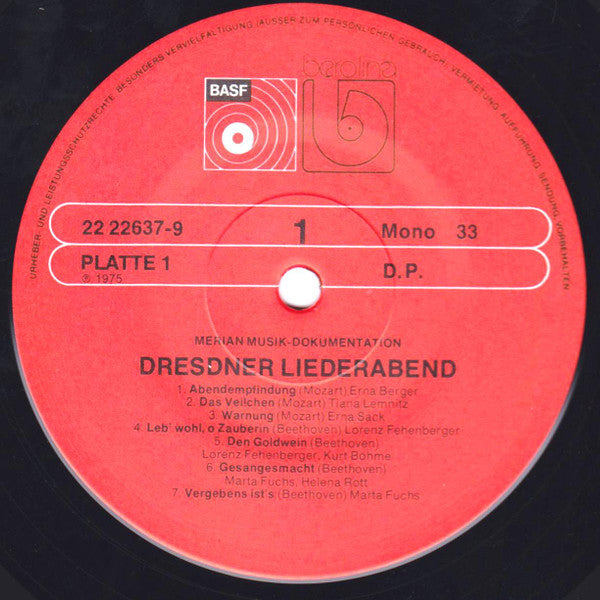 URHEBER- UND LEISTUNGSSCHUTZRECHTE BESONDERS VERVIELFÄLTIGUNG (AUSSER ZUM PERSÖNLICHEN GEBRAUCH), VERMIETUNG, AUFFÜHRUNG, SENDUNG, VORBEHALTEN
BASF
berolina
b
22 22637-9 1 Mono 33
PLATTE 1 D.P.
℗ 1975
MERIAN MUSIK-DOKUMENTATION
DRESDNER LIEDERABEND
1. Abendempfindung (Mozart) Erna Berger
2. Das Veilchen (Mozart) Tiana Lemnitz
3. Warnung (Mozart) Erna Sack
4. Leb' wohl, o Zauberin (Beethoven) Lorenz Fehenberger
5. Den Goldwein (Beethoven)
Lorenz Fehenberger, Kurt Böhme
6. Gesangesmacht (Beethoven)
Marta Fuchs, Helena Rott
7. Vergebens ist's (Beethoven) Marta Fuchs